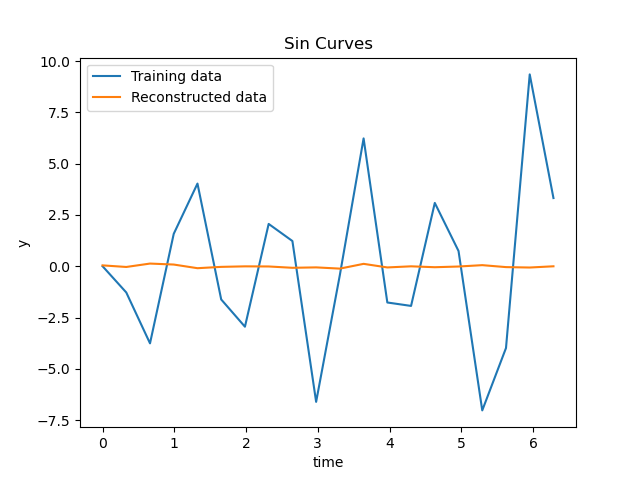 Sin Curves
Training data
Reconstructed data
10.0
7.5
5.0
2.5
0.0
−2.5
−5.0
−7.5
y
0 1 2 3 4 5 6
time